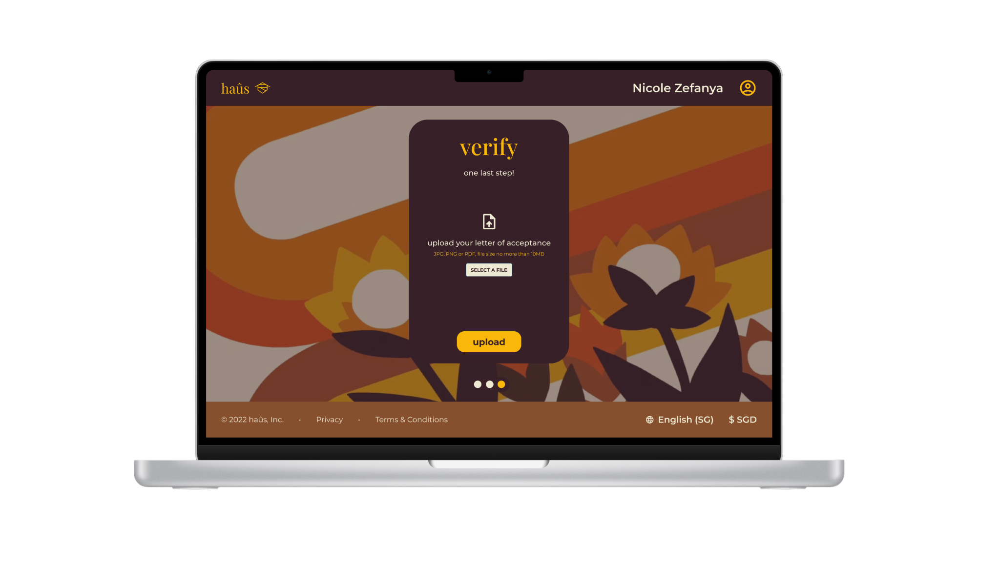 haûs
Nicole Zefanya
verify
one last step!
upload your letter of acceptance
JPG, PNG or PDF, file size no more than 10MB
SELECT A FILE
upload
© 2022 haûs, Inc. · Privacy · Terms & Conditions
English (SG) $ SGD